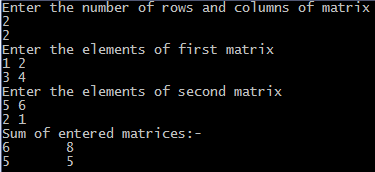 Enter the number of rows and columns of matrix
2
2
Enter the elements of first matrix
1 2
3 4
Enter the elements of second matrix
5 6
2 1
Sum of entered matrices:-
6 8
5 5